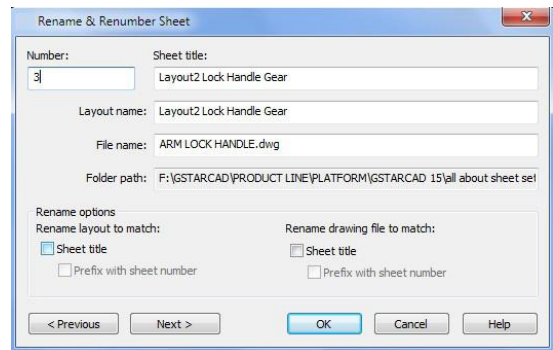 Rename & Renumber Sheet
Number: Sheet title:
3 Layout2 Lock Handle Gear
Layout name: Layout2 Lock Handle Gear
File name: ARM LOCK HANDLE.dwg
Folder path: F:\GSTARCAD\PRODUCT LINE\PLATFORM\GSTARCAD 15\all about sheet set
Rename options
Rename layout to match: Rename drawing file to match:
Sheet title Sheet title
Prefix with sheet number Prefix with sheet number
< Previous Next > OK Cancel Help